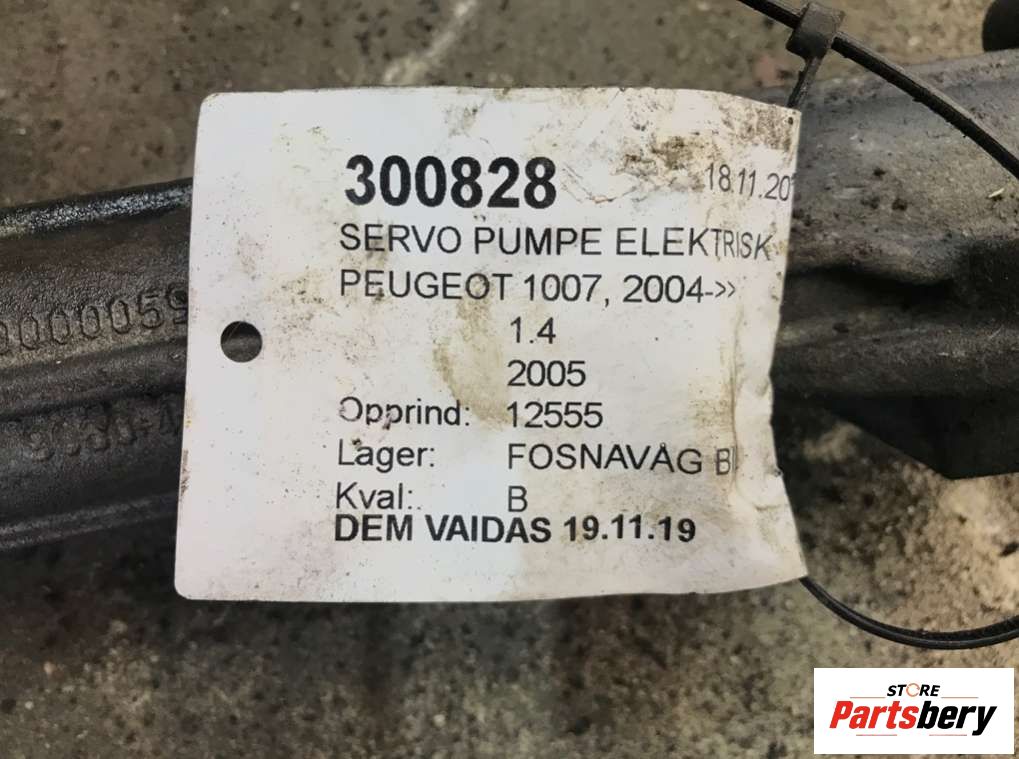 300828
18.11.20
SERVO PUMPE ELEKTRISK
PEUGEOT 1007, 2004->>
1.4
2005
Opprind: 12555
Lager: FOSNAVÅG B
Kval.: B
DEM VAIDAS 19.11.19
STORE
Partsbery